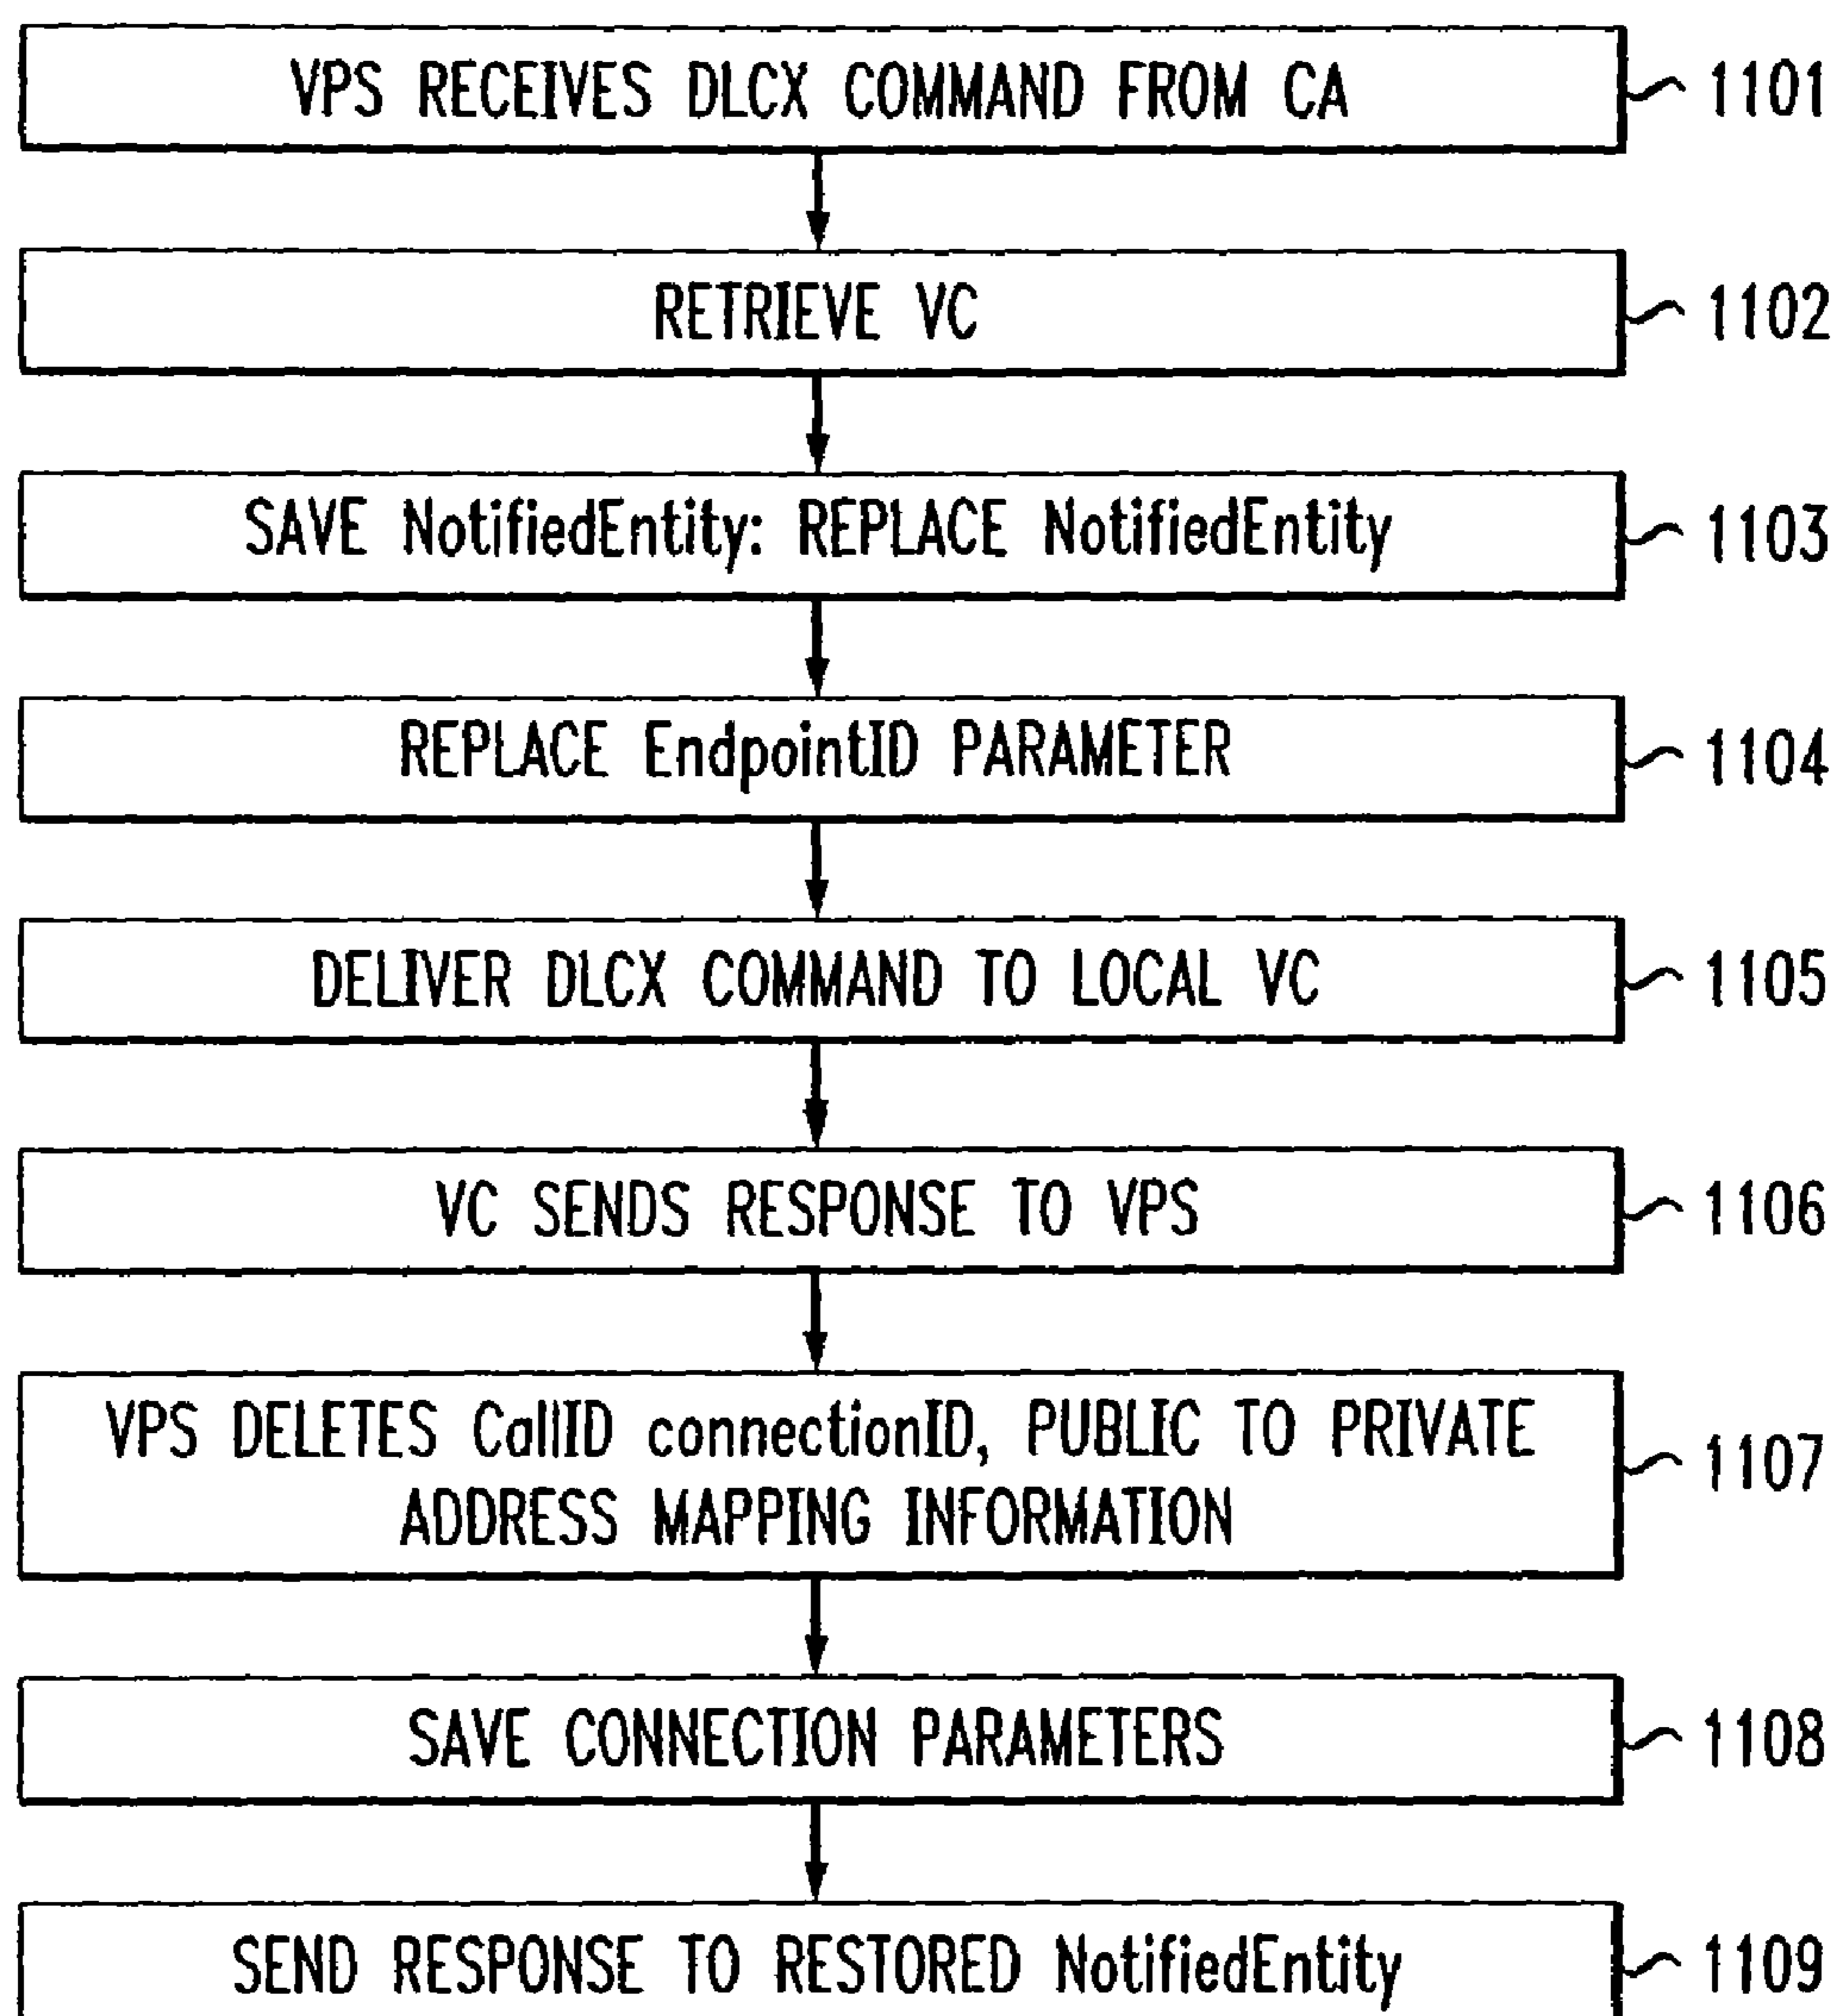 VPS RECEIVES DLCX COMMAND FROM CA 1101
RETRIEVE VC 1102
SAVE NotifiedEntity: REPLACE NotifiedEntity 1103
REPLACE EndpointID PARAMETER 1104
DELIVER DLCX COMMAND TO LOCAL VC 1105
VC SENDS RESPONSE TO VPS 1106
VPS DELETES CallID connectionID, PUBLIC TO PRIVATE 1107
ADDRESS MAPPING INFORMATION
SAVE CONNECTION PARAMETERS 1108
SEND RESPONSE TO RESTORED NotifiedEntity 1109